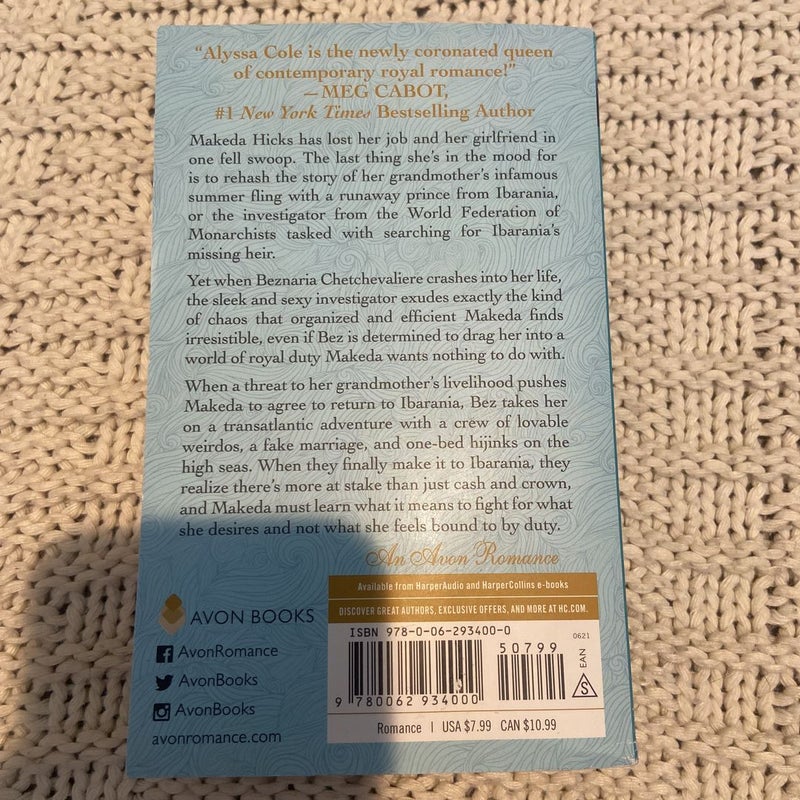 "Alyssa Cole is the newly coronated queen
of contemporary royal romance!"
—MEG CABOT,
#1 New York Times Bestselling Author
Makeda Hicks has lost her job and her girlfriend in
one fell swoop. The last thing she's in the mood for
is to rehash the story of her grandmother's infamous
summer fling with a runaway prince from Ibarania,
or the investigator from the World Federation of
Monarchists tasked with searching for Ibarania's
missing heir.
Yet when Beznaria Chetchevaliere crashes into her life,
the sleek and sexy investigator exudes exactly the kind
of chaos that organized and efficient Makeda finds
irresistible, even if Bez is determined to drag her into a
world of royal duty Makeda wants nothing to do with.
When a threat to her grandmother's livelihood pushes
Makeda to agree to return to Ibarania, Bez takes her
on a transatlantic adventure with a crew of lovable
weirdos, a fake marriage, and one-bed hijinks on the
high seas. When they finally make it to Ibarania, they
realize there's more at stake than just cash and crown,
and Makeda must learn what it means to fight for what
she desires and not what she feels bound to by duty.
An Avon Romance
Available from HarperAudio and HarperCollins e-books
DISCOVER GREAT AUTHORS, EXCLUSIVE OFFERS, AND MORE AT HC.COM.
AVON BOOKS
AvonRomance
AvonBooks
AvonBooks
avonromance.com
ISBN 978-0-06-293400-0
0621
50799
EAN
S
9 780062 934000
Romance | USA $7.99 CAN $10.99